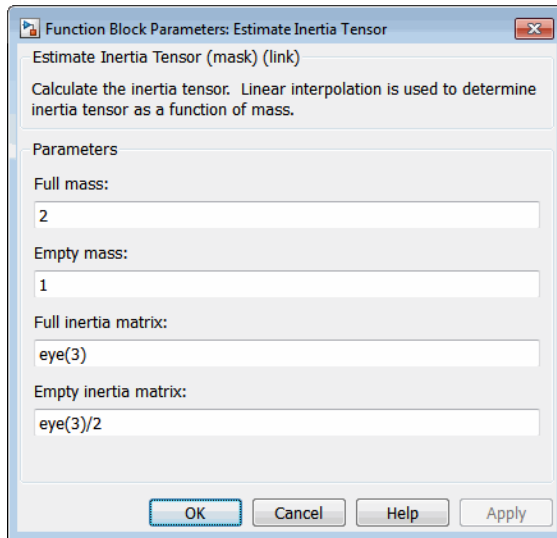 Function Block Parameters: Estimate Inertia Tensor
Estimate Inertia Tensor (mask) (link)
Calculate the inertia tensor.  Linear interpolation is used to determine
inertia tensor as a function of mass.
Parameters
Full mass:
2
Empty mass:
1
Full inertia matrix:
eye(3)
Empty inertia matrix:
eye(3)/2
OK Cancel Help Apply